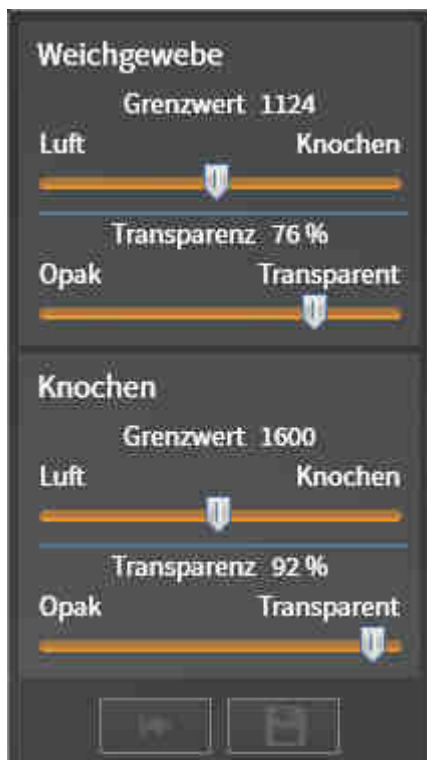 Weichgewebe
Grenzwert 1124
Luft Knochen
Transparenz 76 %
Opak Transparent
Knochen
Grenzwert 1600
Luft Knochen
Transparenz 92 %
Opak Transparent